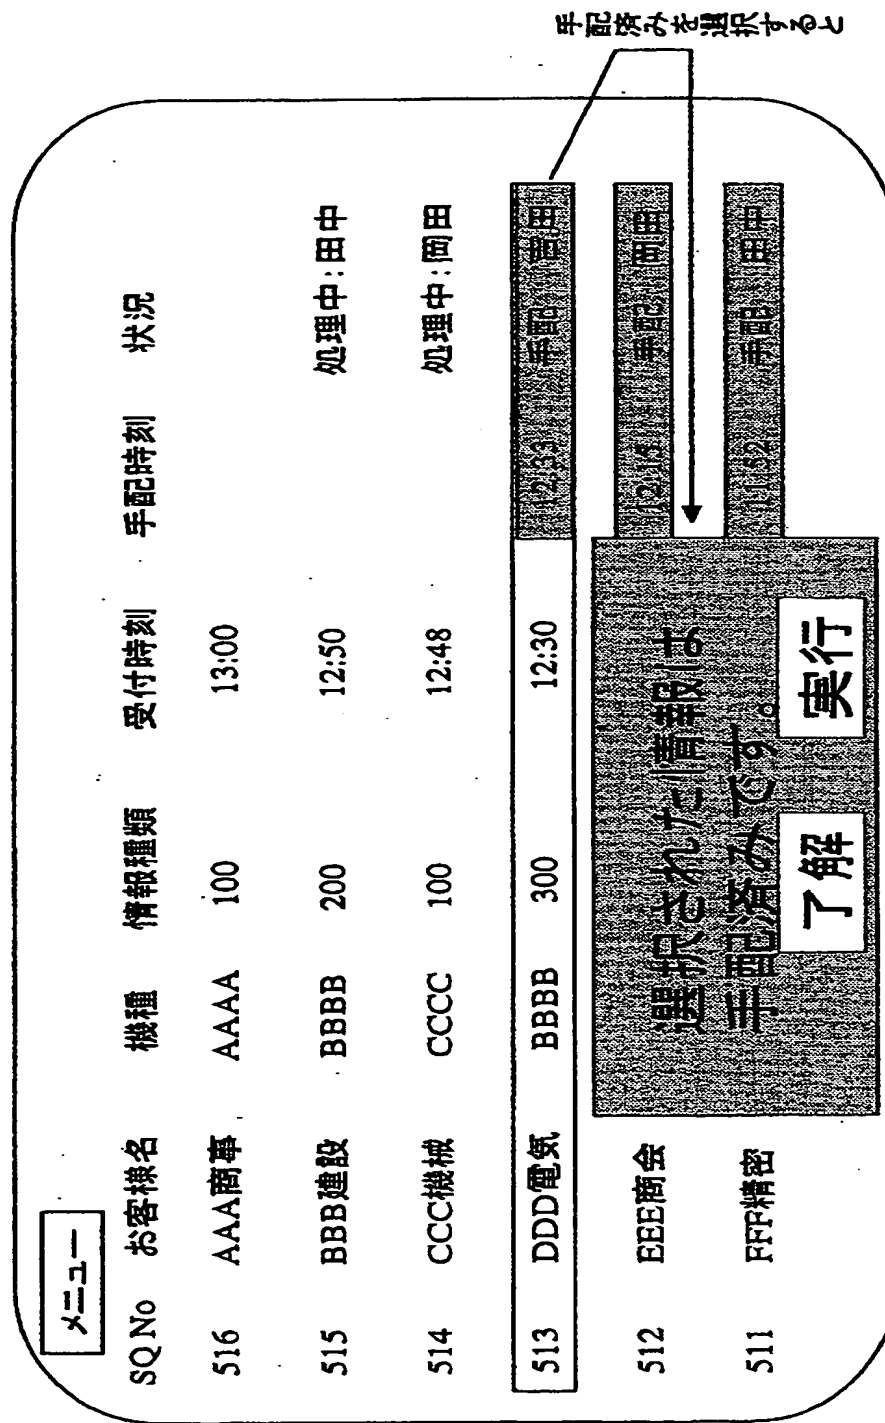 手配済みを選択すると
メニュー
SQ No お客様名 機種 情報種類 受付時刻 手配時刻 状況
516 AAA商事 AAAA 100 13:00
515 BBB建設 BBBB 200 12:50 処理中:田中
514 CCC機械 CCCC 100 12:48 処理中:岡田
513 DDD電気 BBBB 300 12:30 12:33 手配 吉田
512 EEE商会 12:15 手配 岡田
511 FFF精密 11:52 手配 田中
選択された情報は
手配済みです。
了解 実行